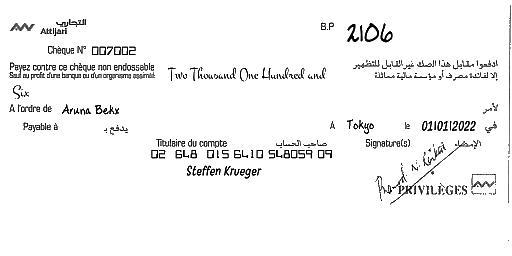 التجاري
Attijari
B.P 2106
Chèque N° 007002
Payez contre ce chèque non endossable
Sauf au profit d'une banque ou d'un organisme assimilé
Two Thousand One Hundred and
ادفعوا مقابل هذا الصك غير القابل للتظهير
إلا لفائدة مصرف أو مؤسسة مالية مماثلة
Six
A l'ordre de Aruna Bekx لأمر
Payable à يدفع بـ
A Tokyo le 01/01/2022 في
Titulaire du compte صاحب الحساب
Signature(s) الإمضاء
02 648 015 6410 548059 09
Steffen Krueger
PRIVILÈGES